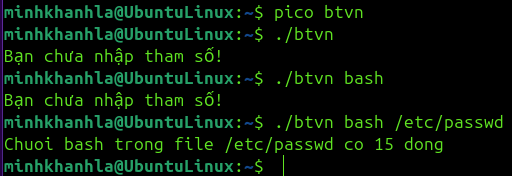 minhkhanhla@UbuntuLinux:~$ pico btvn
minhkhanhla@UbuntuLinux:~$ ./btvn
Bạn chưa nhập tham số!
minhkhanhla@UbuntuLinux:~$ ./btvn bash
Bạn chưa nhập tham số!
minhkhanhla@UbuntuLinux:~$ ./btvn bash /etc/passwd
Chuoi bash trong file /etc/passwd co 15 dong
minhkhanhla@UbuntuLinux:~$